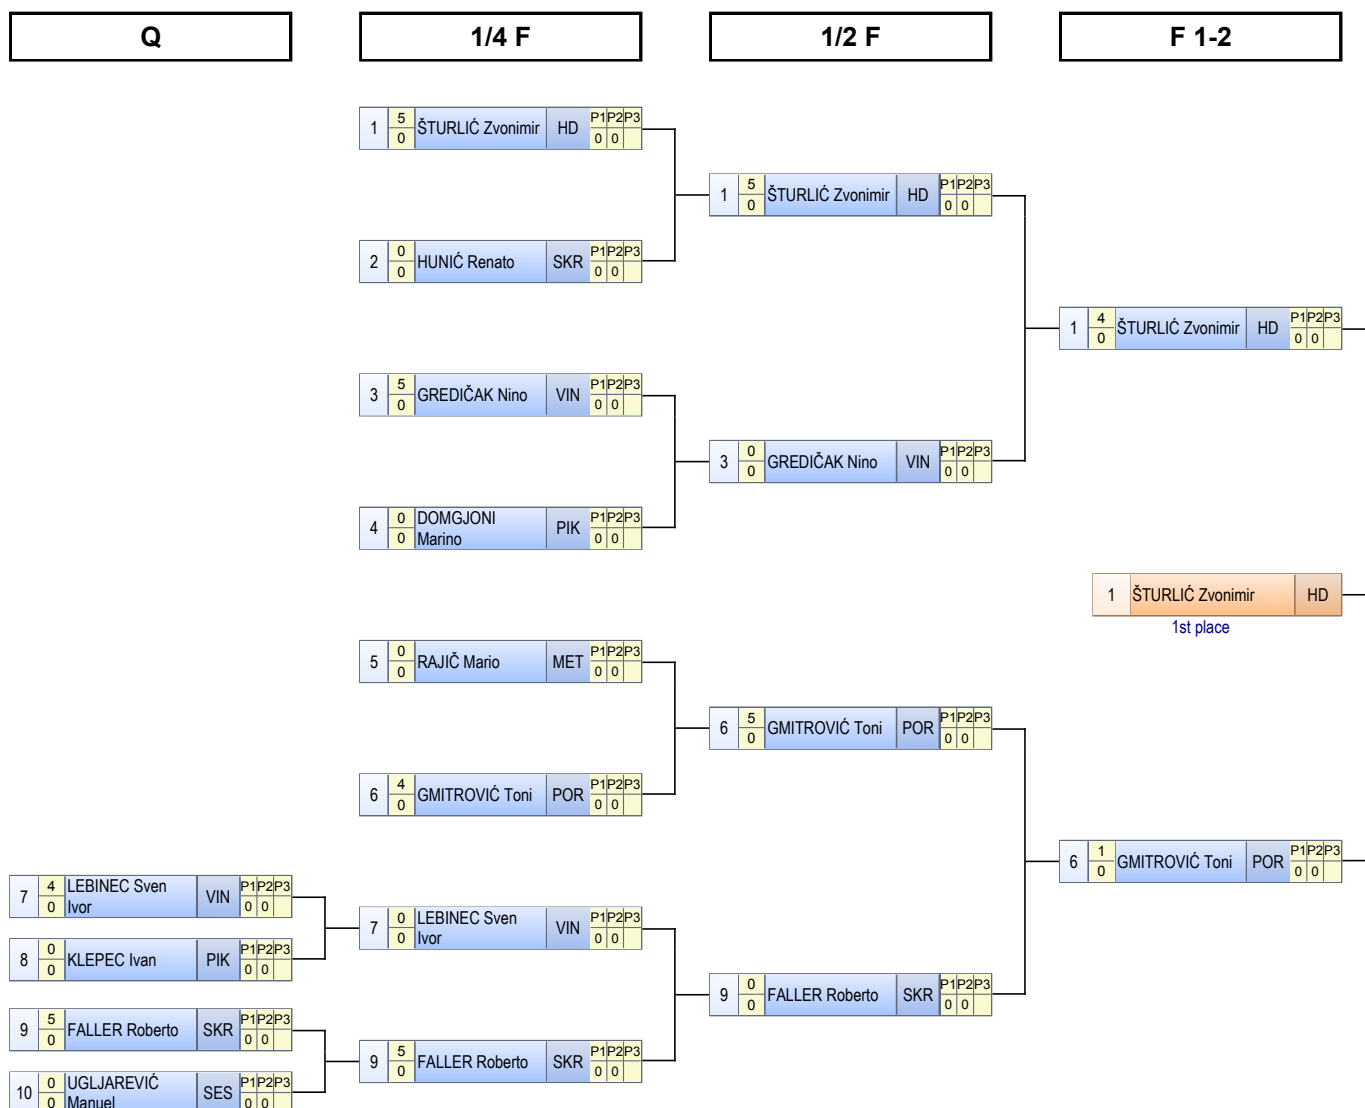 Q 1/4 F 1/2 F F 1-2
1 5 0 ŠTURLIĆ Zvonimir HD P1 P2 P3 0 0
2 0 0 HUNIĆ Renato SKR P1 P2 P3 0 0
3 5 0 GREDIČAK Nino VIN P1 P2 P3 0 0
4 0 0 DOMGJONI
Marino PIK P1 P2 P3 0 0
5 0 0 RAJIČ Mario MET P1 P2 P3 0 0
6 4 0 GMITROVIĆ Toni POR P1 P2 P3 0 0
7 4 0 LEBINEC Sven
Ivor VIN P1 P2 P3 0 0
8 0 0 KLEPEC Ivan PIK P1 P2 P3 0 0
9 5 0 FALLER Roberto SKR P1 P2 P3 0 0
10 0 0 UGLJAREVIĆ
Manuel SES P1 P2 P3 0 0
7 0 0 LEBINEC Sven
Ivor VIN P1 P2 P3 0 0
9 5 0 FALLER Roberto SKR P1 P2 P3 0 0
1 5 0 ŠTURLIĆ Zvonimir HD P1 P2 P3 0 0
3 0 0 GREDIČAK Nino VIN P1 P2 P3 0 0
6 5 0 GMITROVIĆ Toni POR P1 P2 P3 0 0
9 0 0 FALLER Roberto SKR P1 P2 P3 0 0
1 4 0 ŠTURLIĆ Zvonimir HD P1 P2 P3 0 0
1 ŠTURLIĆ Zvonimir HD
1st place
6 1 0 GMITROVIĆ Toni POR P1 P2 P3 0 0